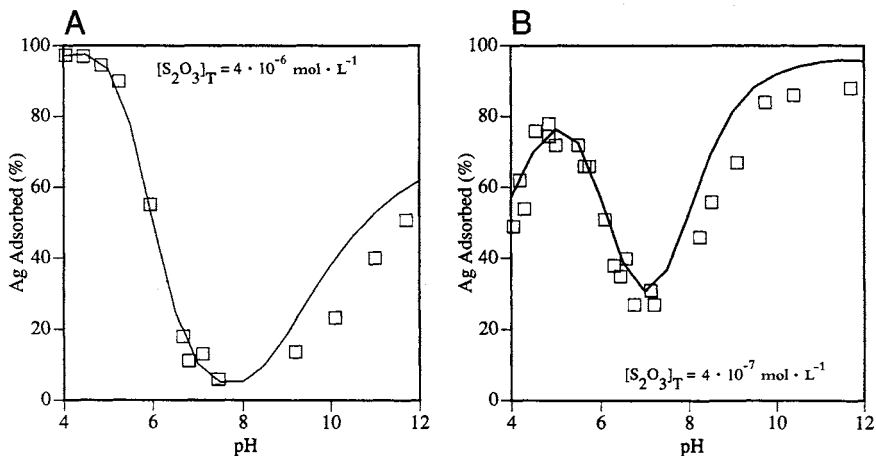 A
[S₂O₃]T = 4 · 10⁻⁶ mol · L⁻¹
Ag Adsorbed (%)
100
80
60
40
20
0
4 6 8 10 12
pH
B
[S₂O₃]T = 4 · 10⁻⁷ mol · L⁻¹
Ag Adsorbed (%)
100
80
60
40
20
0
4 6 8 10 12
pH